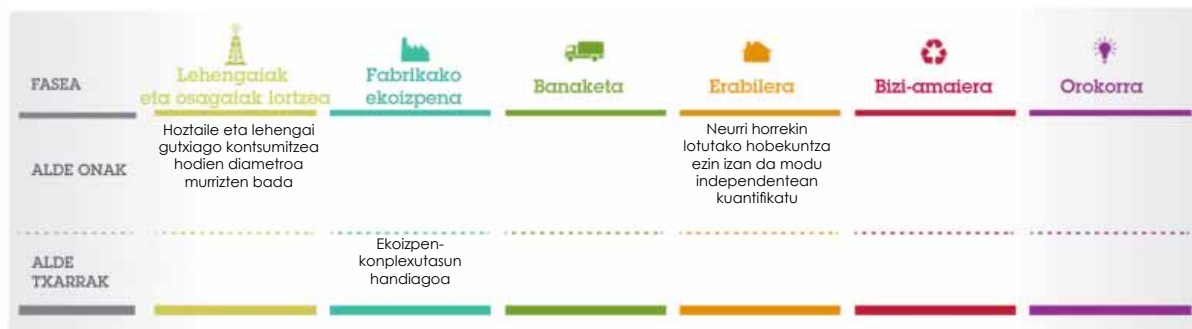 FASEA
Lehengaiak
eta osagaiak lortzea
Fabrikako
ekoizpena
Banaketa
Erabilera
Bizi-amaiera
Orokorra
ALDE ONAK
Hoztaile eta lehengai
gutxiago kontsumitzea
hodien diametroa
murrizten bada
Neurri horrekin
lotutako hobekuntza
ezin izan da modu
independentean
kuantifikatu
ALDE
TXARRAK
Ekoizpen-
konplexutasun
handiagoa